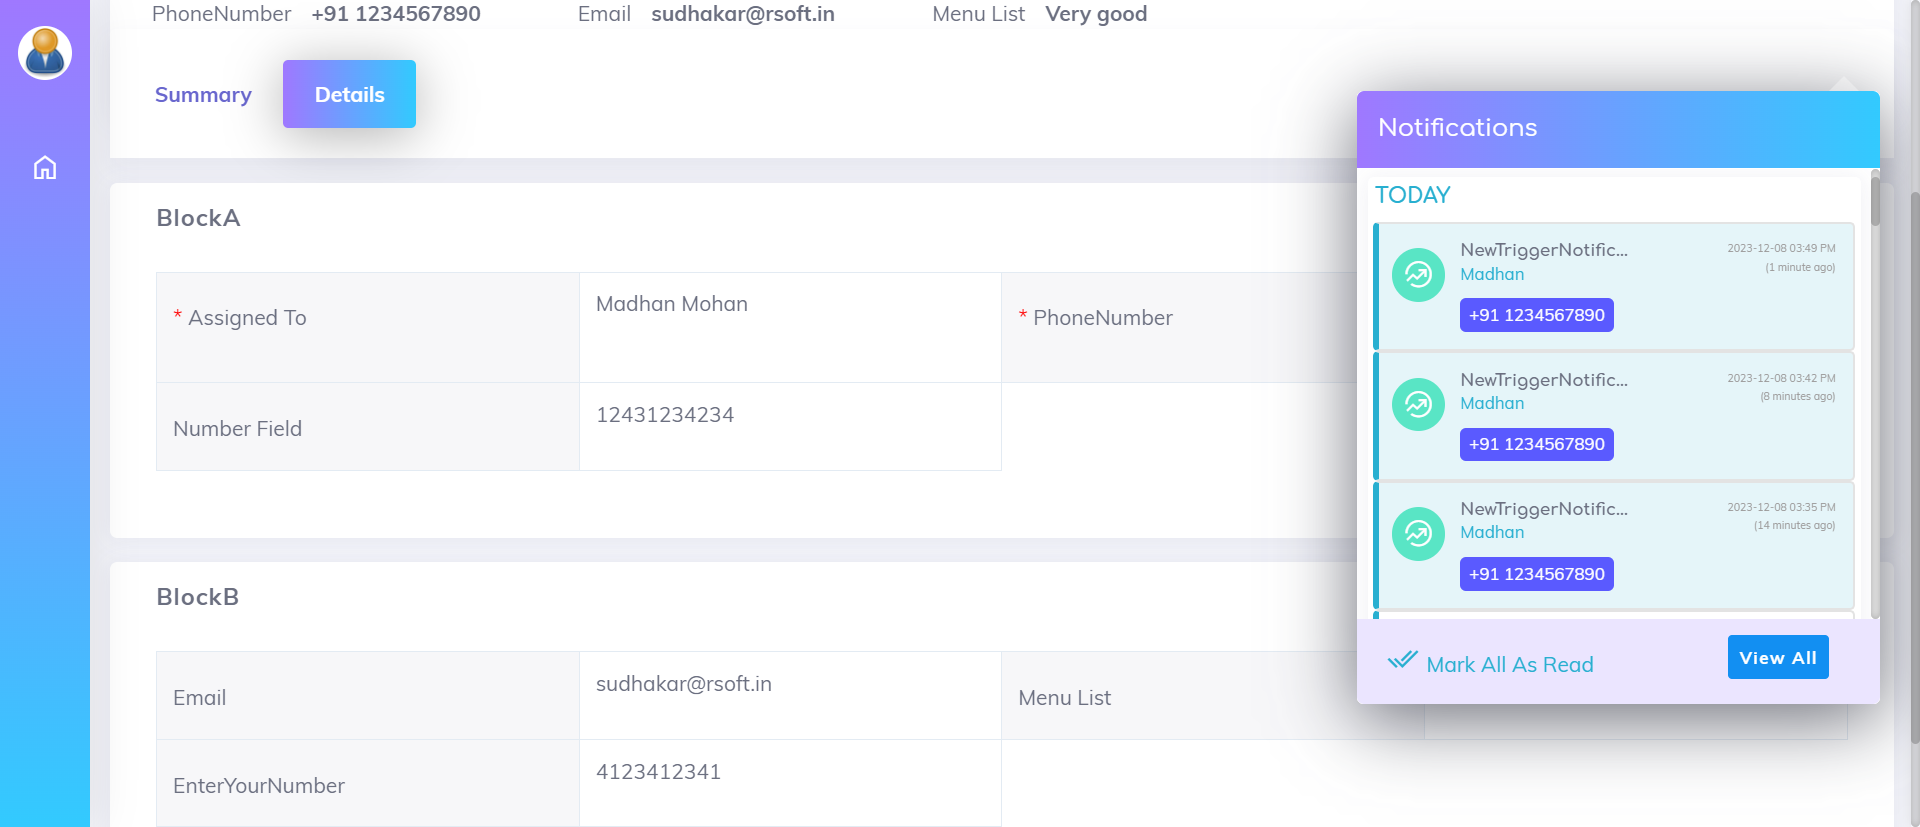 PhoneNumber +91 1234567890 Email sudhakar@rsoft.in Menu List Very good
Summary Details
BlockA
* Assigned To Madhan Mohan * PhoneNumber
Number Field 12431234234
BlockB
Email sudhakar@rsoft.in Menu List
EnterYourNumber 4123412341
Notifications
TODAY
NewTriggerNotific... 2023-12-08 03:49 PM
Madhan (1 minute ago)
+91 1234567890
NewTriggerNotific... 2023-12-08 03:42 PM
Madhan (8 minutes ago)
+91 1234567890
NewTriggerNotific... 2023-12-08 03:35 PM
Madhan (14 minutes ago)
+91 1234567890
Mark All As Read View All